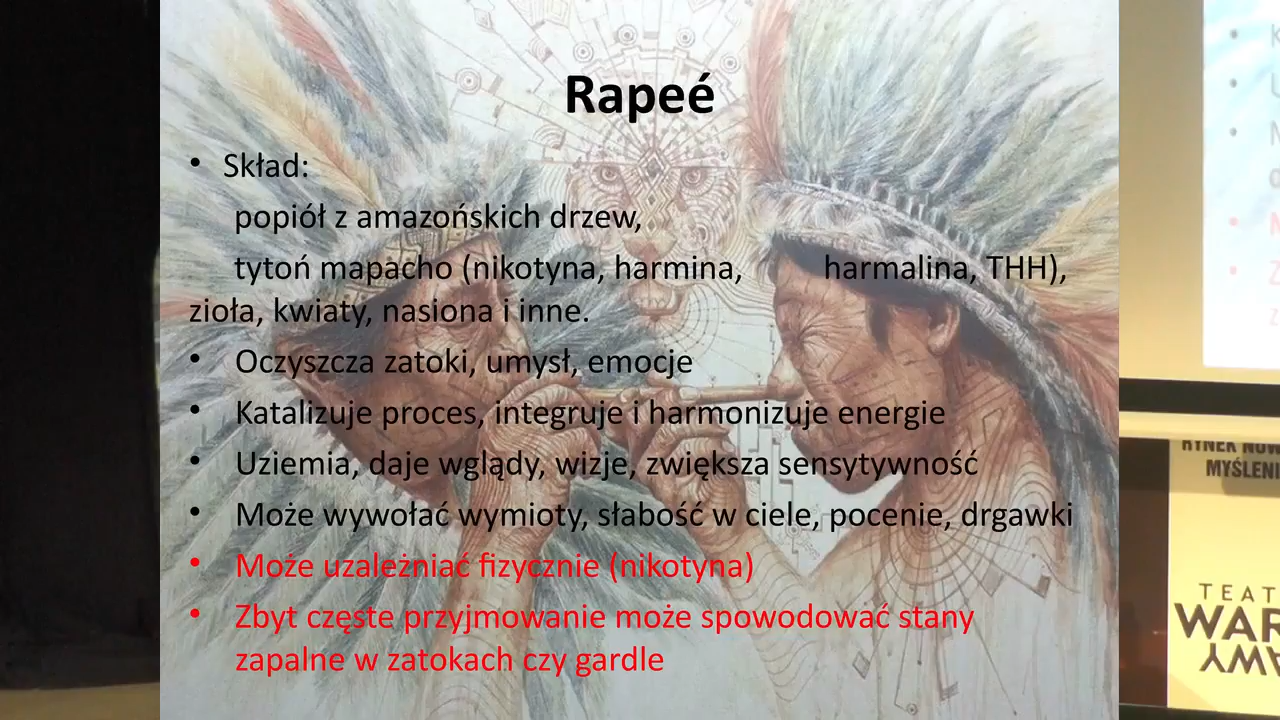 Rapeé
• Skład:
popiół z amazońskich drzew,
tytoń mapacho (nikotyna, harmina, harmalina, THH),
zioła, kwiaty, nasiona i inne.
• Oczyszcza zatoki, umysł, emocje
• Katalizuje proces, integruje i harmonizuje energie
• Uziemia, daje wglądy, wizje, zwiększa sensytywność
• Może wywołać wymioty, słabość w ciele, pocenie, drgawki
• Może uzależniać fizycznie (nikotyna)
• Zbyt częste przyjmowanie może spowodować stany
zapalne w zatokach czy gardle
RYNEK NOW
MYŚLENI
TEAT
WAR